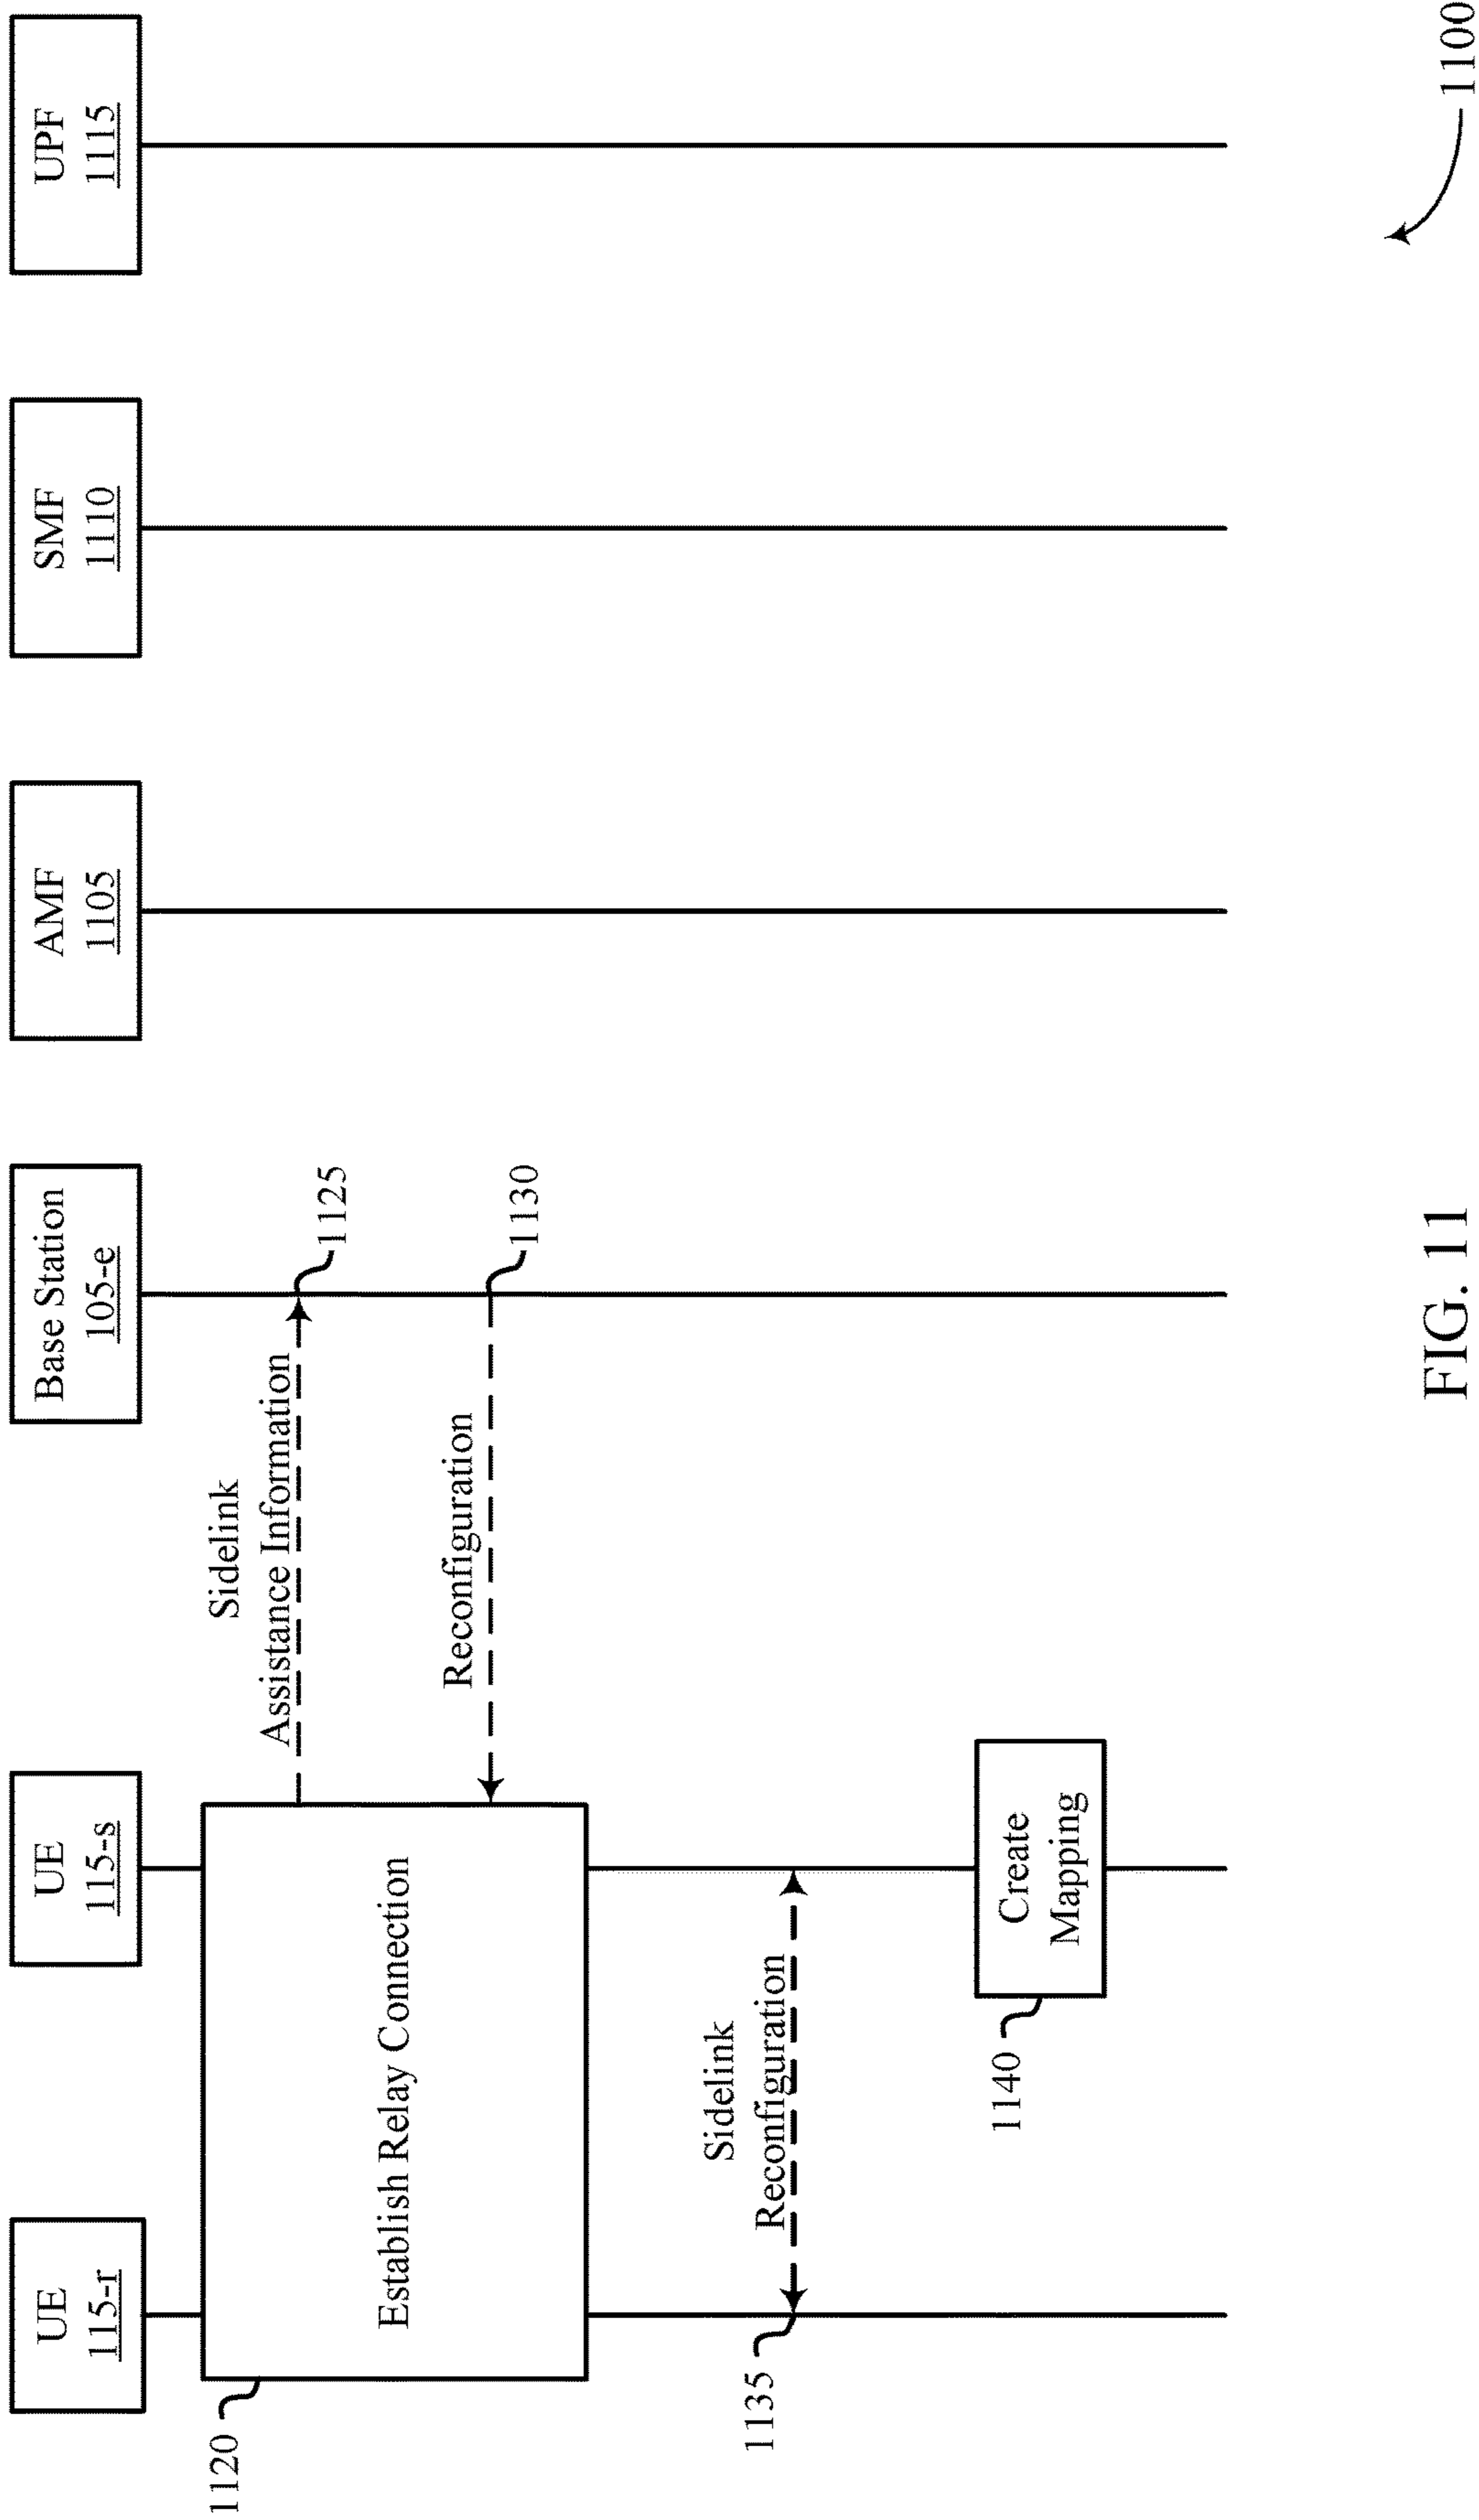 UE
115-r
UE
115-s
Base Station
105-e
AMF
1105
SMF
1110
UPF
1115
1120
Establish Relay Connection
Sidelink
Assistance Information
1125
Reconfiguration
1130
1135
Sidelink
Reconfiguration
1140
Create
Mapping
FIG. 11
1100